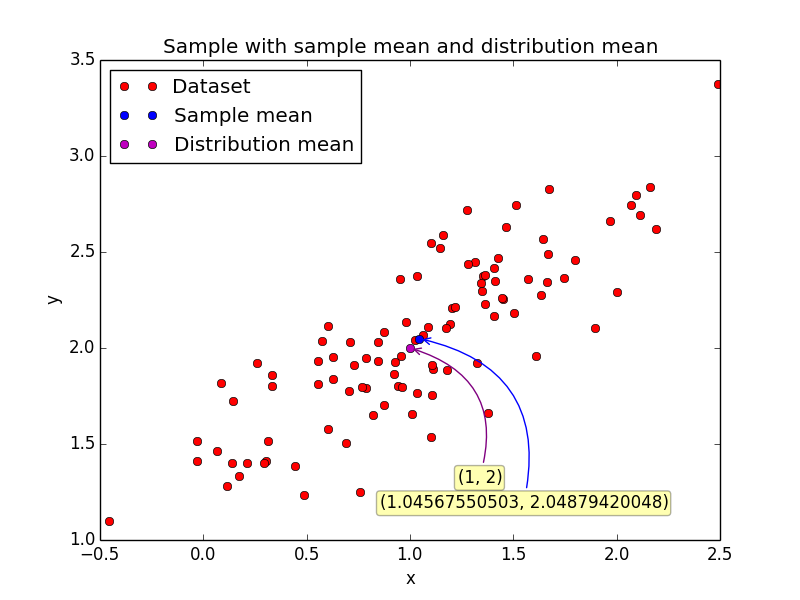 Sample with sample mean and distribution mean
3.5
3.0
2.5
2.0
1.5
1.0
y
Dataset
Sample mean
Distribution mean
(1, 2)
(1.04567550503, 2.04879420048)
−0.5 0.0 0.5 1.0 1.5 2.0 2.5
x